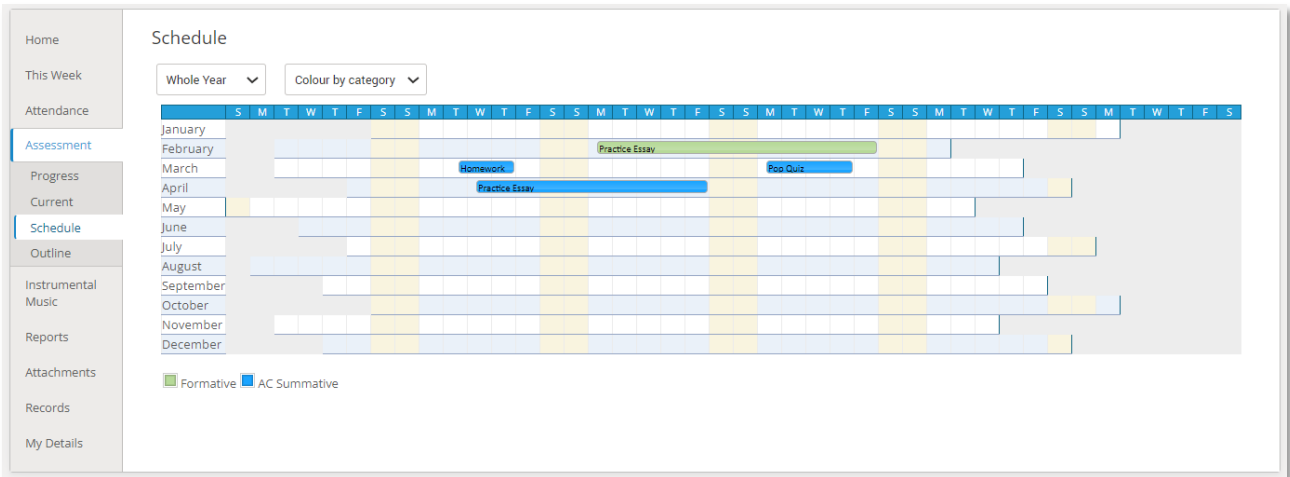 Home
This Week
Attendance
Assessment
Progress
Current
Schedule
Outline
Instrumental
Music
Reports
Attachments
Records
My Details
Schedule
Whole Year
Colour by category
S M T W T F S S M T W T F S S M T W T F S S M T W T F S S M T W T F S S M T W T F S
January
February Practice Essay
March Homework Pop Quiz
April Practice Essay
May
June
July
August
September
October
November
December
Formative AC Summative